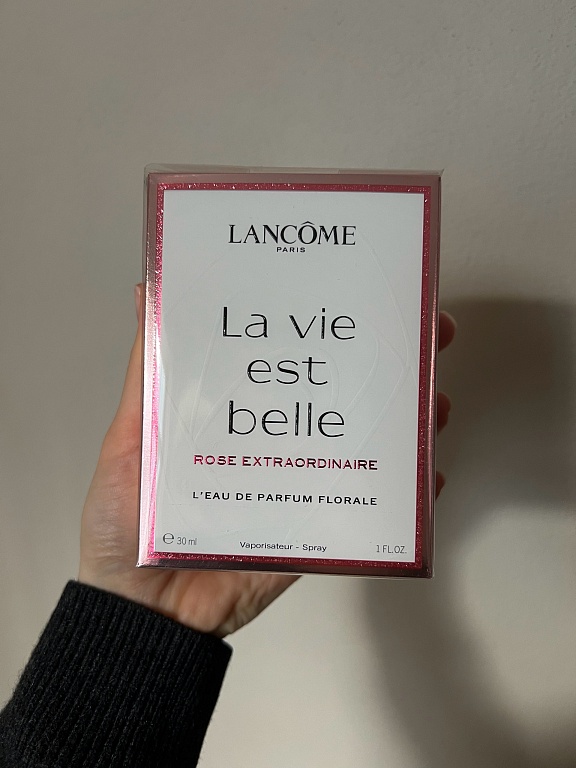 LANCÔME
PARIS
La vie
est
belle
ROSE EXTRAORDINAIRE
L'EAU DE PARFUM FLORALE
℮ 30 ml Vaporisateur - Spray 1 FL.OZ.